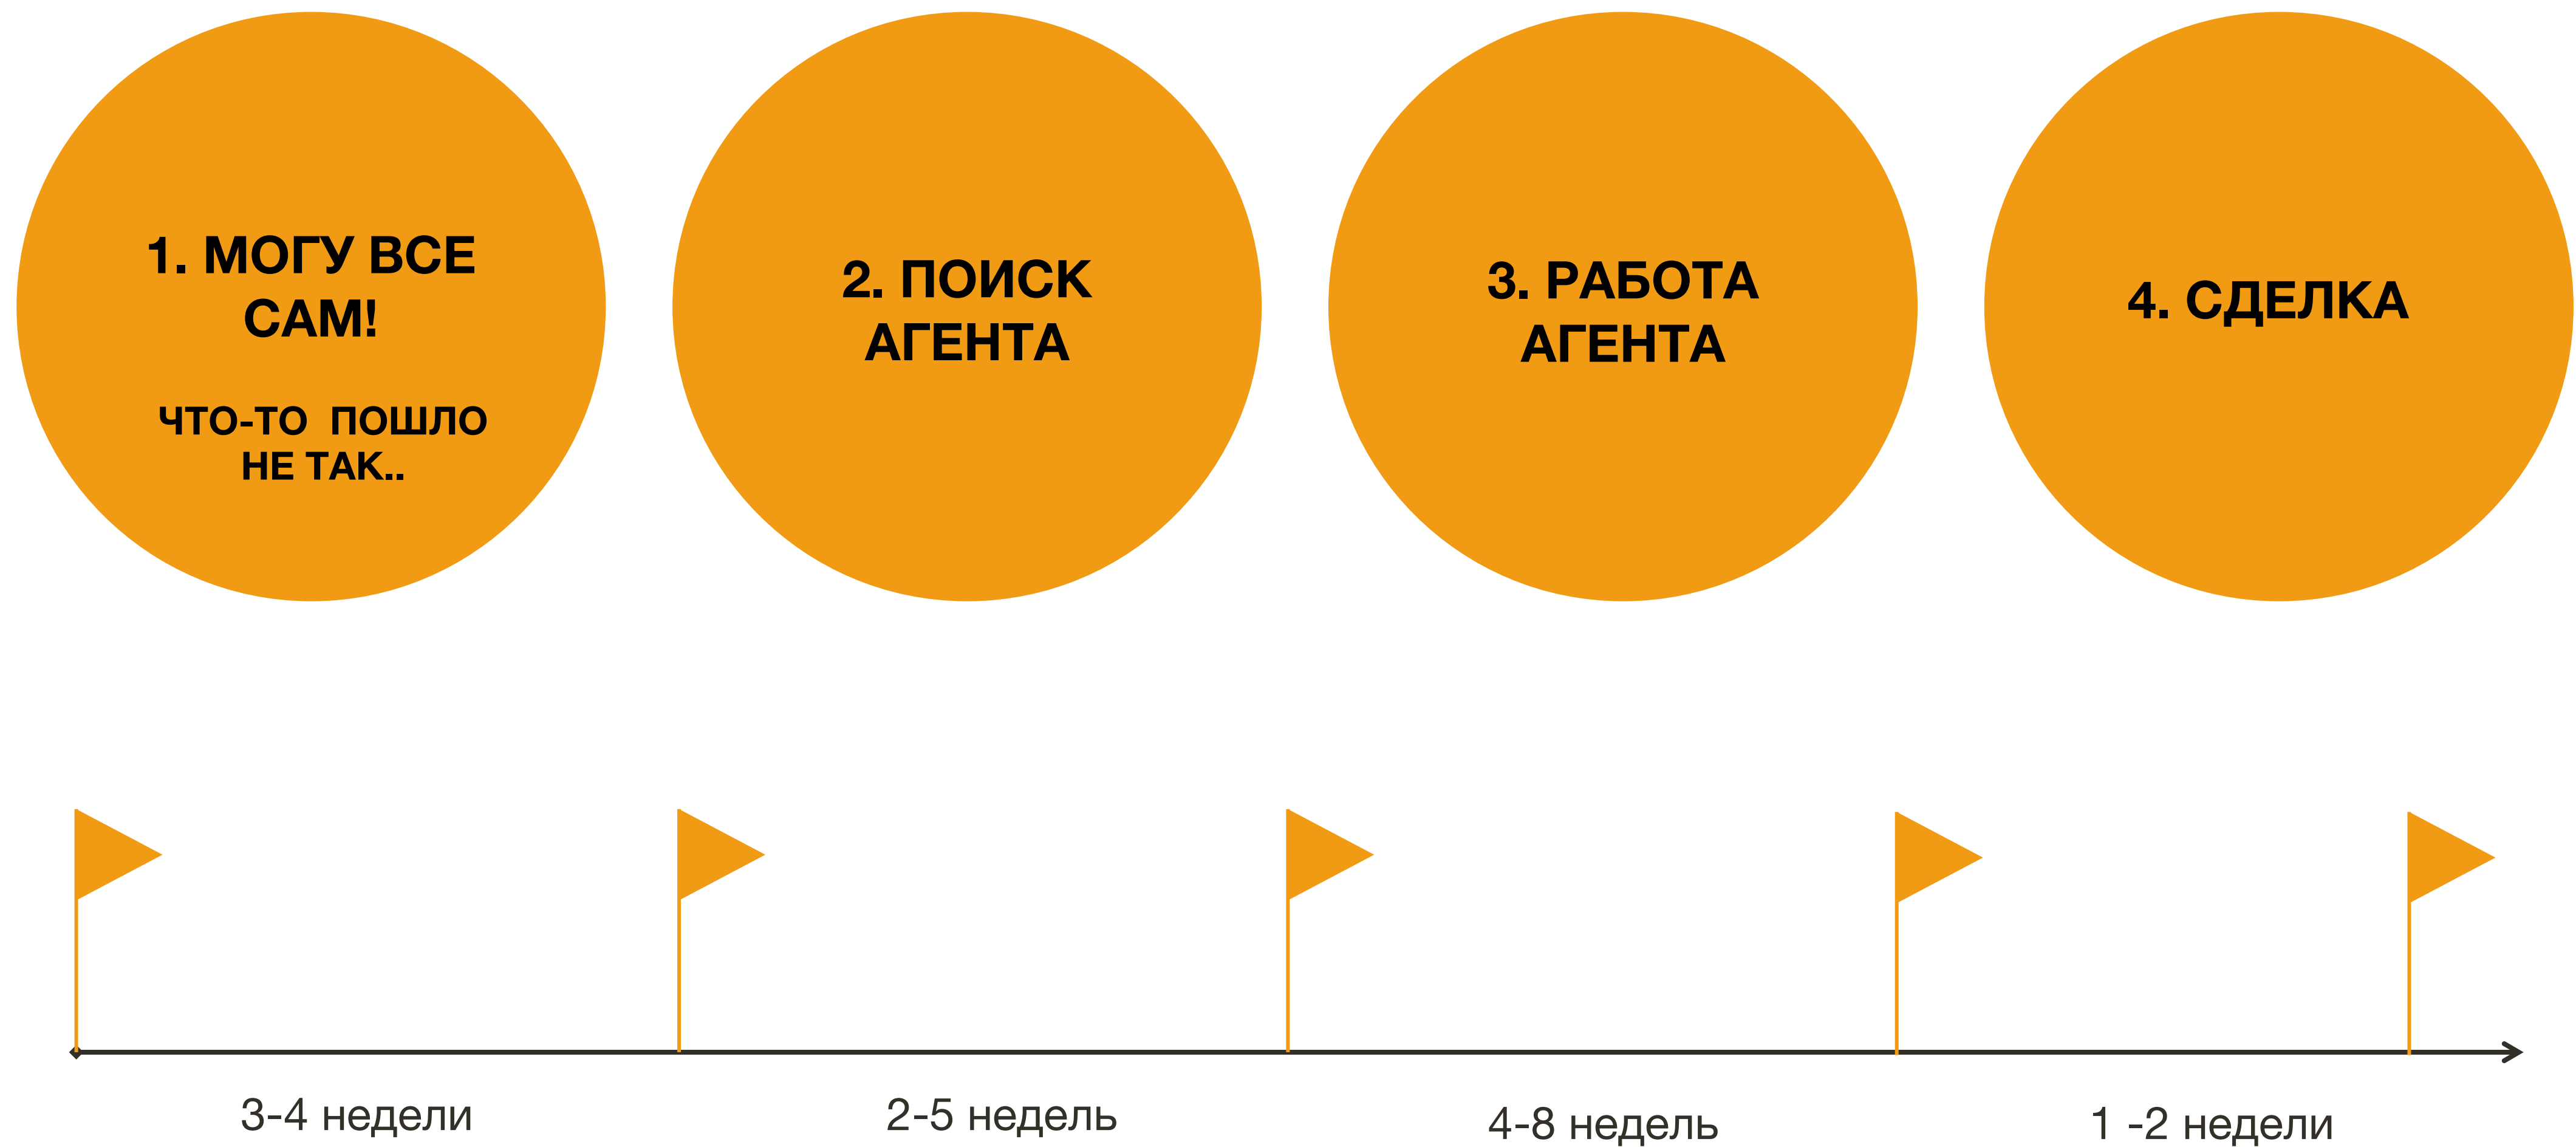 1. МОГУ ВСЕ
САМ!
ЧТО-ТО ПОШЛО
НЕ ТАК..
2. ПОИСК
АГЕНТА
3. РАБОТА
АГЕНТА
4. СДЕЛКА
3-4 недели
2-5 недель
4-8 недель
1 -2 недели